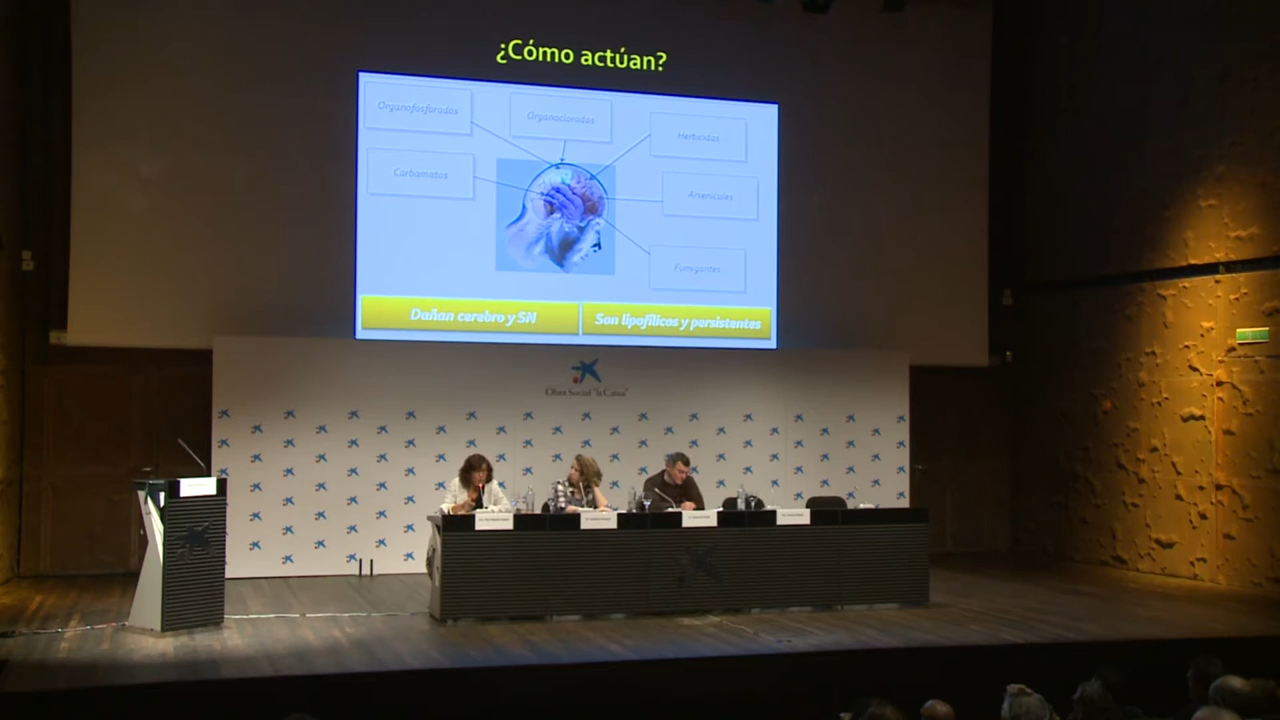 ¿Cómo actúan?
Organofosforados
Organoclorados
Herbicidas
Carbamatos
Arsenicales
Fumigantes
Dañan cerebro y SN
Son lipofílicos y persistentes
Obra Social "la Caixa"